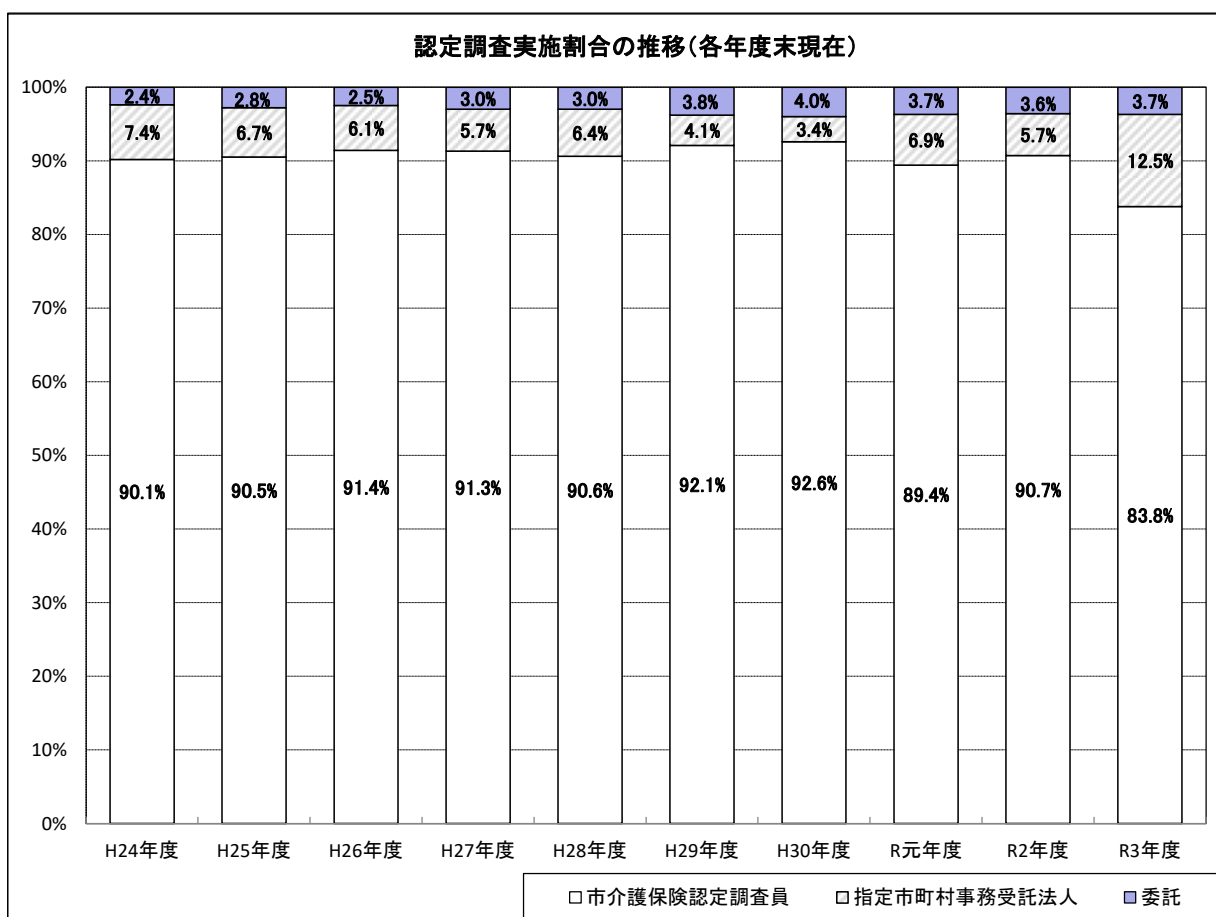 認定調査実施割合の推移(各年度末現在)
100%
90%
80%
70%
60%
50%
40%
30%
20%
10%
0%
2.4% 2.8% 2.5% 3.0% 3.0% 3.8% 4.0% 3.7% 3.6% 3.7%
7.4% 6.7% 6.1% 5.7% 6.4% 4.1% 3.4% 6.9% 5.7% 12.5%
90.1% 90.5% 91.4% 91.3% 90.6% 92.1% 92.6% 89.4% 90.7% 83.8%
H24年度 H25年度 H26年度 H27年度 H28年度 H29年度 H30年度 R元年度 R2年度 R3年度
市介護保険認定調査員 指定市町村事務受託法人 委託